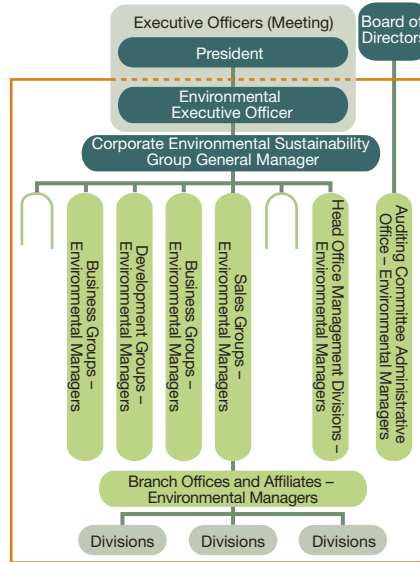 Executive Officers (Meeting)
President
Environmental
Executive Officer
Board of
Directors
Corporate Environmental Sustainability
Group General Manager
Business Groups –
Environmental Managers
Development Groups –
Environmental Managers
Business Groups –
Environmental Managers
Sales Groups –
Environmental Managers
Head Office Management Divisions –
Environmental Managers
Auditing Committee Administrative
Office – Environmental Managers
Branch Offices and Affiliates –
Environmental Managers
Divisions
Divisions
Divisions